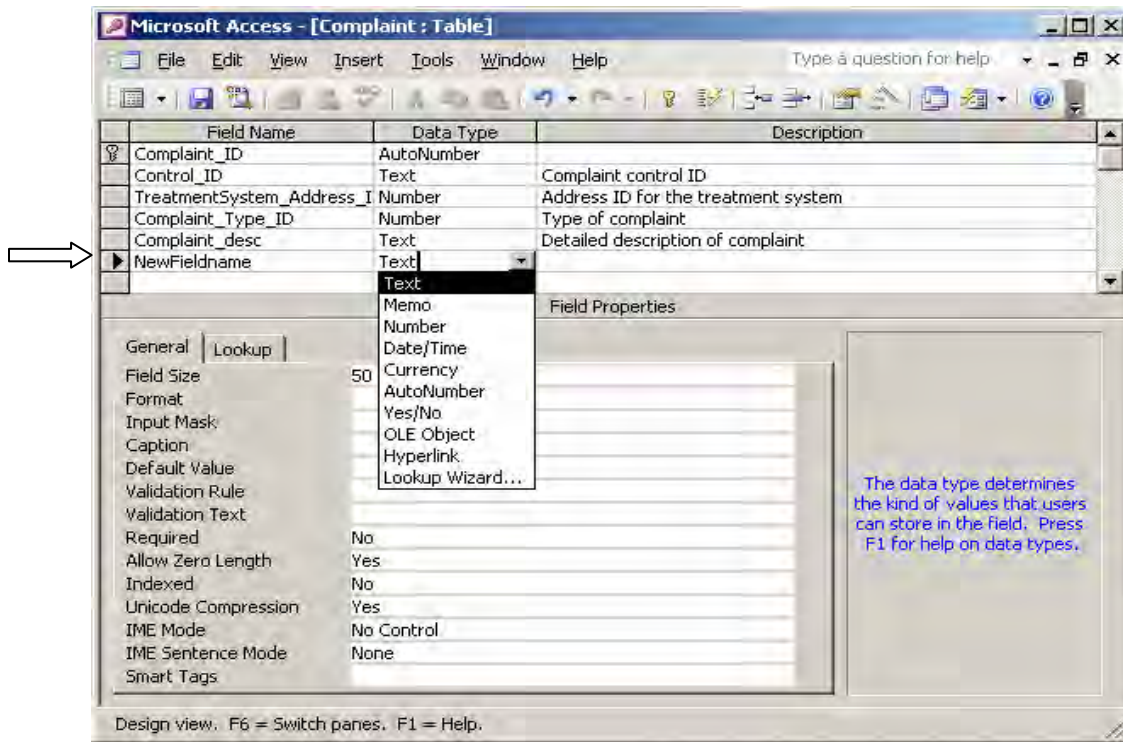 Microsoft Access - [Complaint : Table]
File Edit View Insert Tools Window Help Type a question for help
Field Name Data Type Description
Complaint_ID AutoNumber
Control_ID Text Complaint control ID
TreatmentSystem_Address_I Number Address ID for the treatment system
Complaint_Type_ID Number Type of complaint
Complaint_desc Text Detailed description of complaint
NewFieldname Text
Text
Memo
Number
Date/Time
Currency
AutoNumber
Yes/No
OLE Object
Hyperlink
Lookup Wizard...
Field Properties
General Lookup
Field Size 50
Format
Input Mask
Caption
Default Value
Validation Rule
Validation Text
Required No
Allow Zero Length Yes
Indexed No
Unicode Compression Yes
IME Mode No Control
IME Sentence Mode None
Smart Tags
The data type determines
the kind of values that users
can store in the field. Press
F1 for help on data types.
Design view. F6 = Switch panes. F1 = Help.